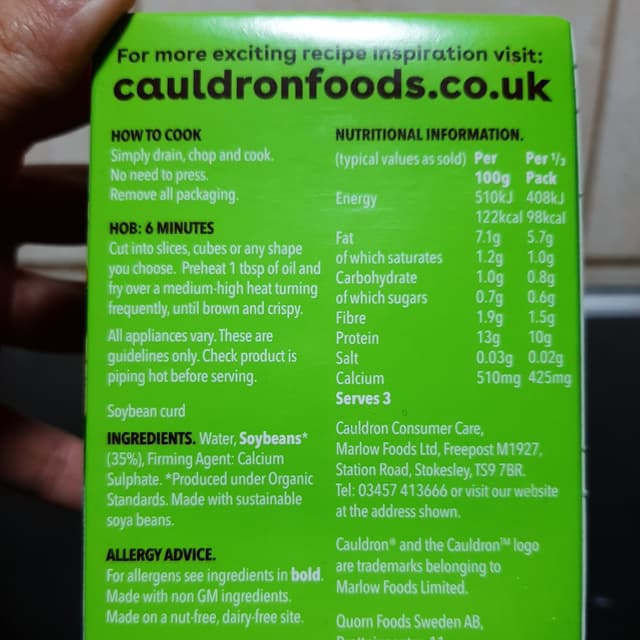 For more exciting recipe inspiration visit:
cauldronfoods.co.uk
HOW TO COOK
Simply drain, chop and cook.
No need to press.
Remove all packaging.
HOB: 6 MINUTES
Cut into slices, cubes or any shape
you choose. Preheat 1 tbsp of oil and
fry over a medium-high heat turning
frequently, until brown and crispy.
All appliances vary. These are
guidelines only. Check product is
piping hot before serving.
Soybean curd
INGREDIENTS. Water, Soybeans*
(35%), Firming Agent: Calcium
Sulphate. *Produced under Organic
Standards. Made with sustainable
soya beans.
ALLERGY ADVICE.
For allergens see ingredients in bold.
Made with non GM ingredients.
Made on a nut-free, dairy-free site.
NUTRITIONAL INFORMATION.
(typical values as sold) Per Per 1/3
100g Pack
Energy 510kJ 408kJ
122kcal 98kcal
Fat 7.1g 5.7g
of which saturates 1.2g 1.0g
Carbohydrate 1.0g 0.8g
of which sugars 0.7g 0.6g
Fibre 1.9g 1.5g
Protein 13g 10g
Salt 0.03g 0.02g
Calcium 510mg 425mg
Serves 3
Cauldron Consumer Care,
Marlow Foods Ltd, Freepost M1927,
Station Road, Stokesley, TS9 7BR.
Tel: 03457 413666 or visit our website
at the address shown.
Cauldron® and the Cauldron™ logo
are trademarks belonging to
Marlow Foods Limited.
Quorn Foods Sweden AB,